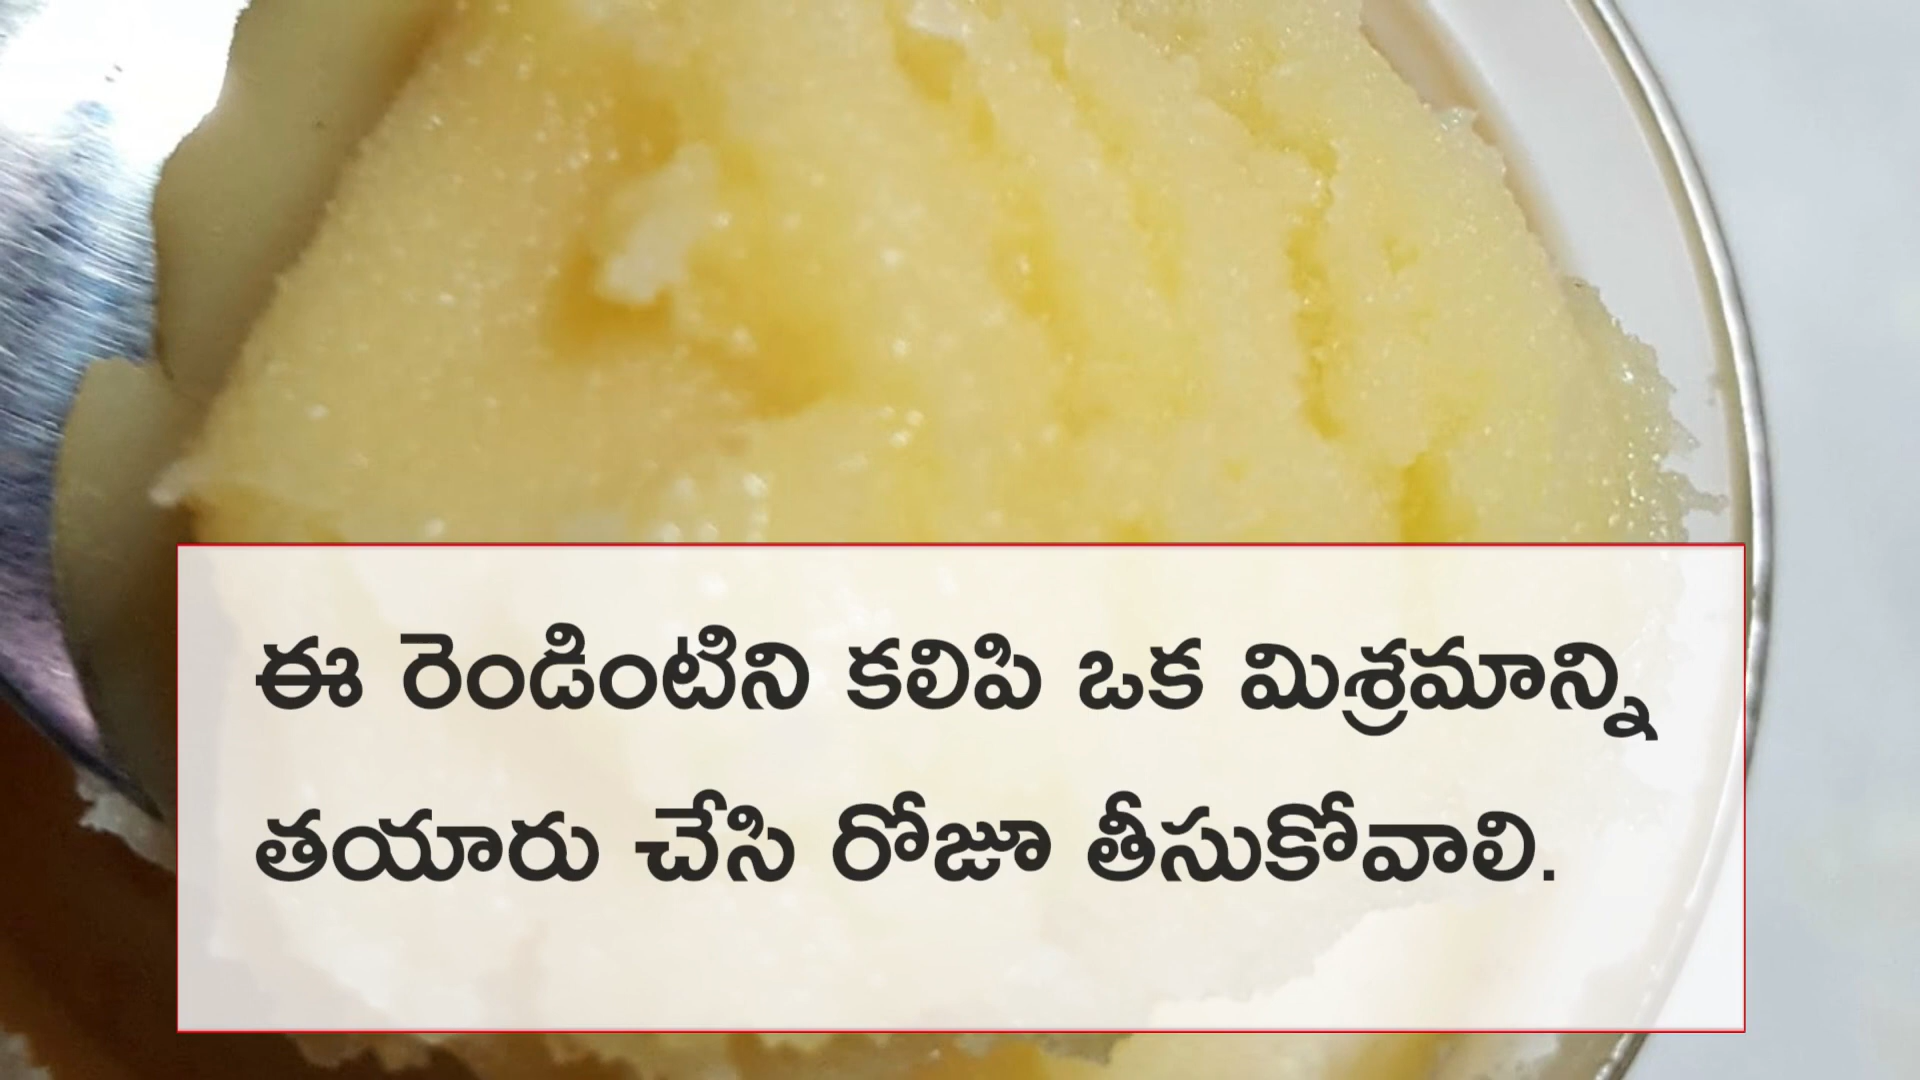 ఈ రెండింటిని కలిపి ఒక మిశ్రమాన్ని
తయారు చేసి రోజూ తీసుకోవాలి.